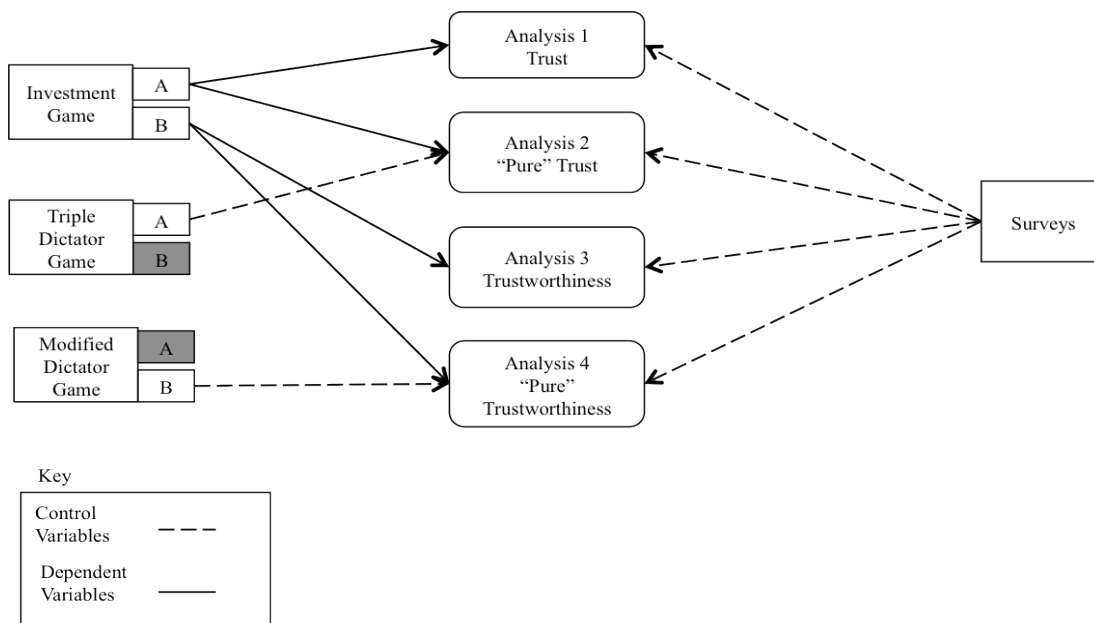 Investment
Game
A
B
Triple
Dictator
Game
A
B
Modified
Dictator
Game
A
B
Analysis 1
Trust
Analysis 2
“Pure” Trust
Analysis 3
Trustworthiness
Analysis 4
“Pure”
Trustworthiness
Surveys
Key
Control
Variables
Dependent
Variables